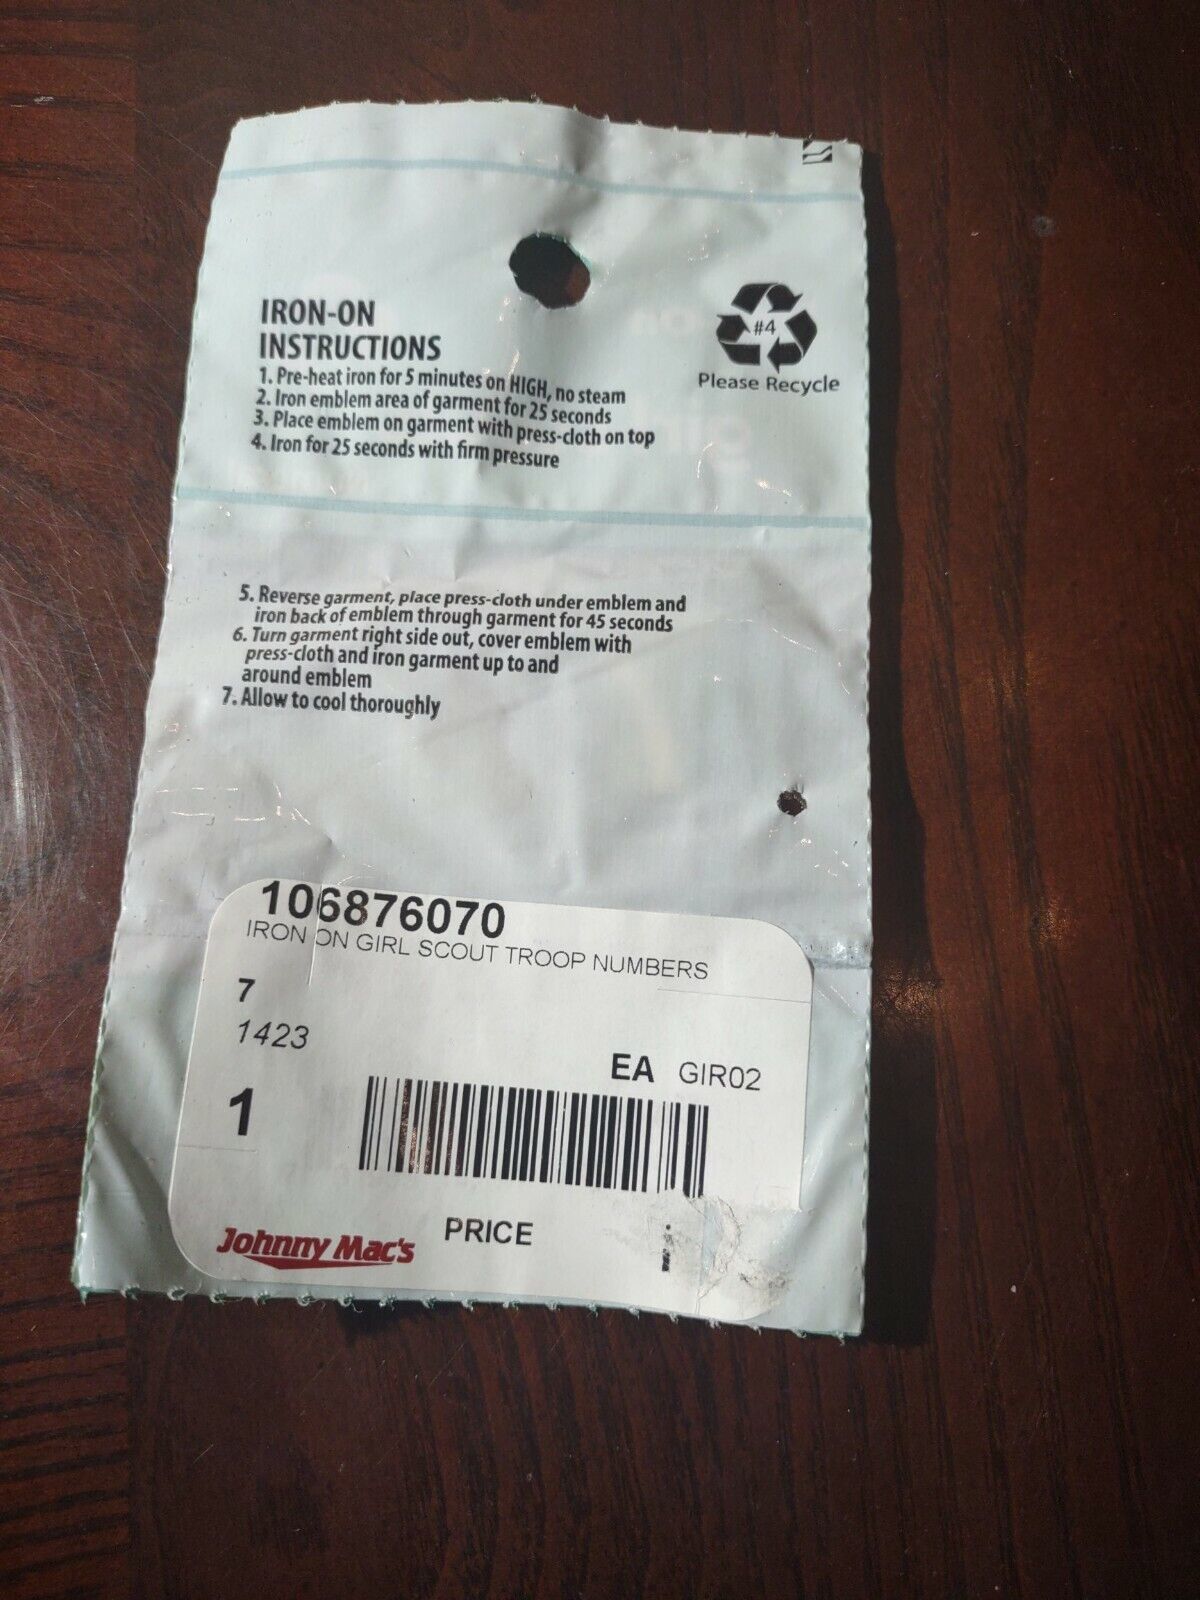 IRON-ON
INSTRUCTIONS
1. Pre-heat iron for 5 minutes on HIGH, no steam
2. Iron emblem area of garment for 25 seconds
3. Place emblem on garment with press-cloth on top
4. Iron for 25 seconds with firm pressure
#4
Please Recycle
5. Reverse garment, place press-cloth under emblem and
iron back of emblem through garment for 45 seconds
6. Turn garment right side out, cover emblem with
press-cloth and iron garment up to and
around emblem
7. Allow to cool thoroughly
106876070
IRON ON GIRL SCOUT TROOP NUMBERS
7
1423
EA GIR02
1
Johnny Mac's
PRICE